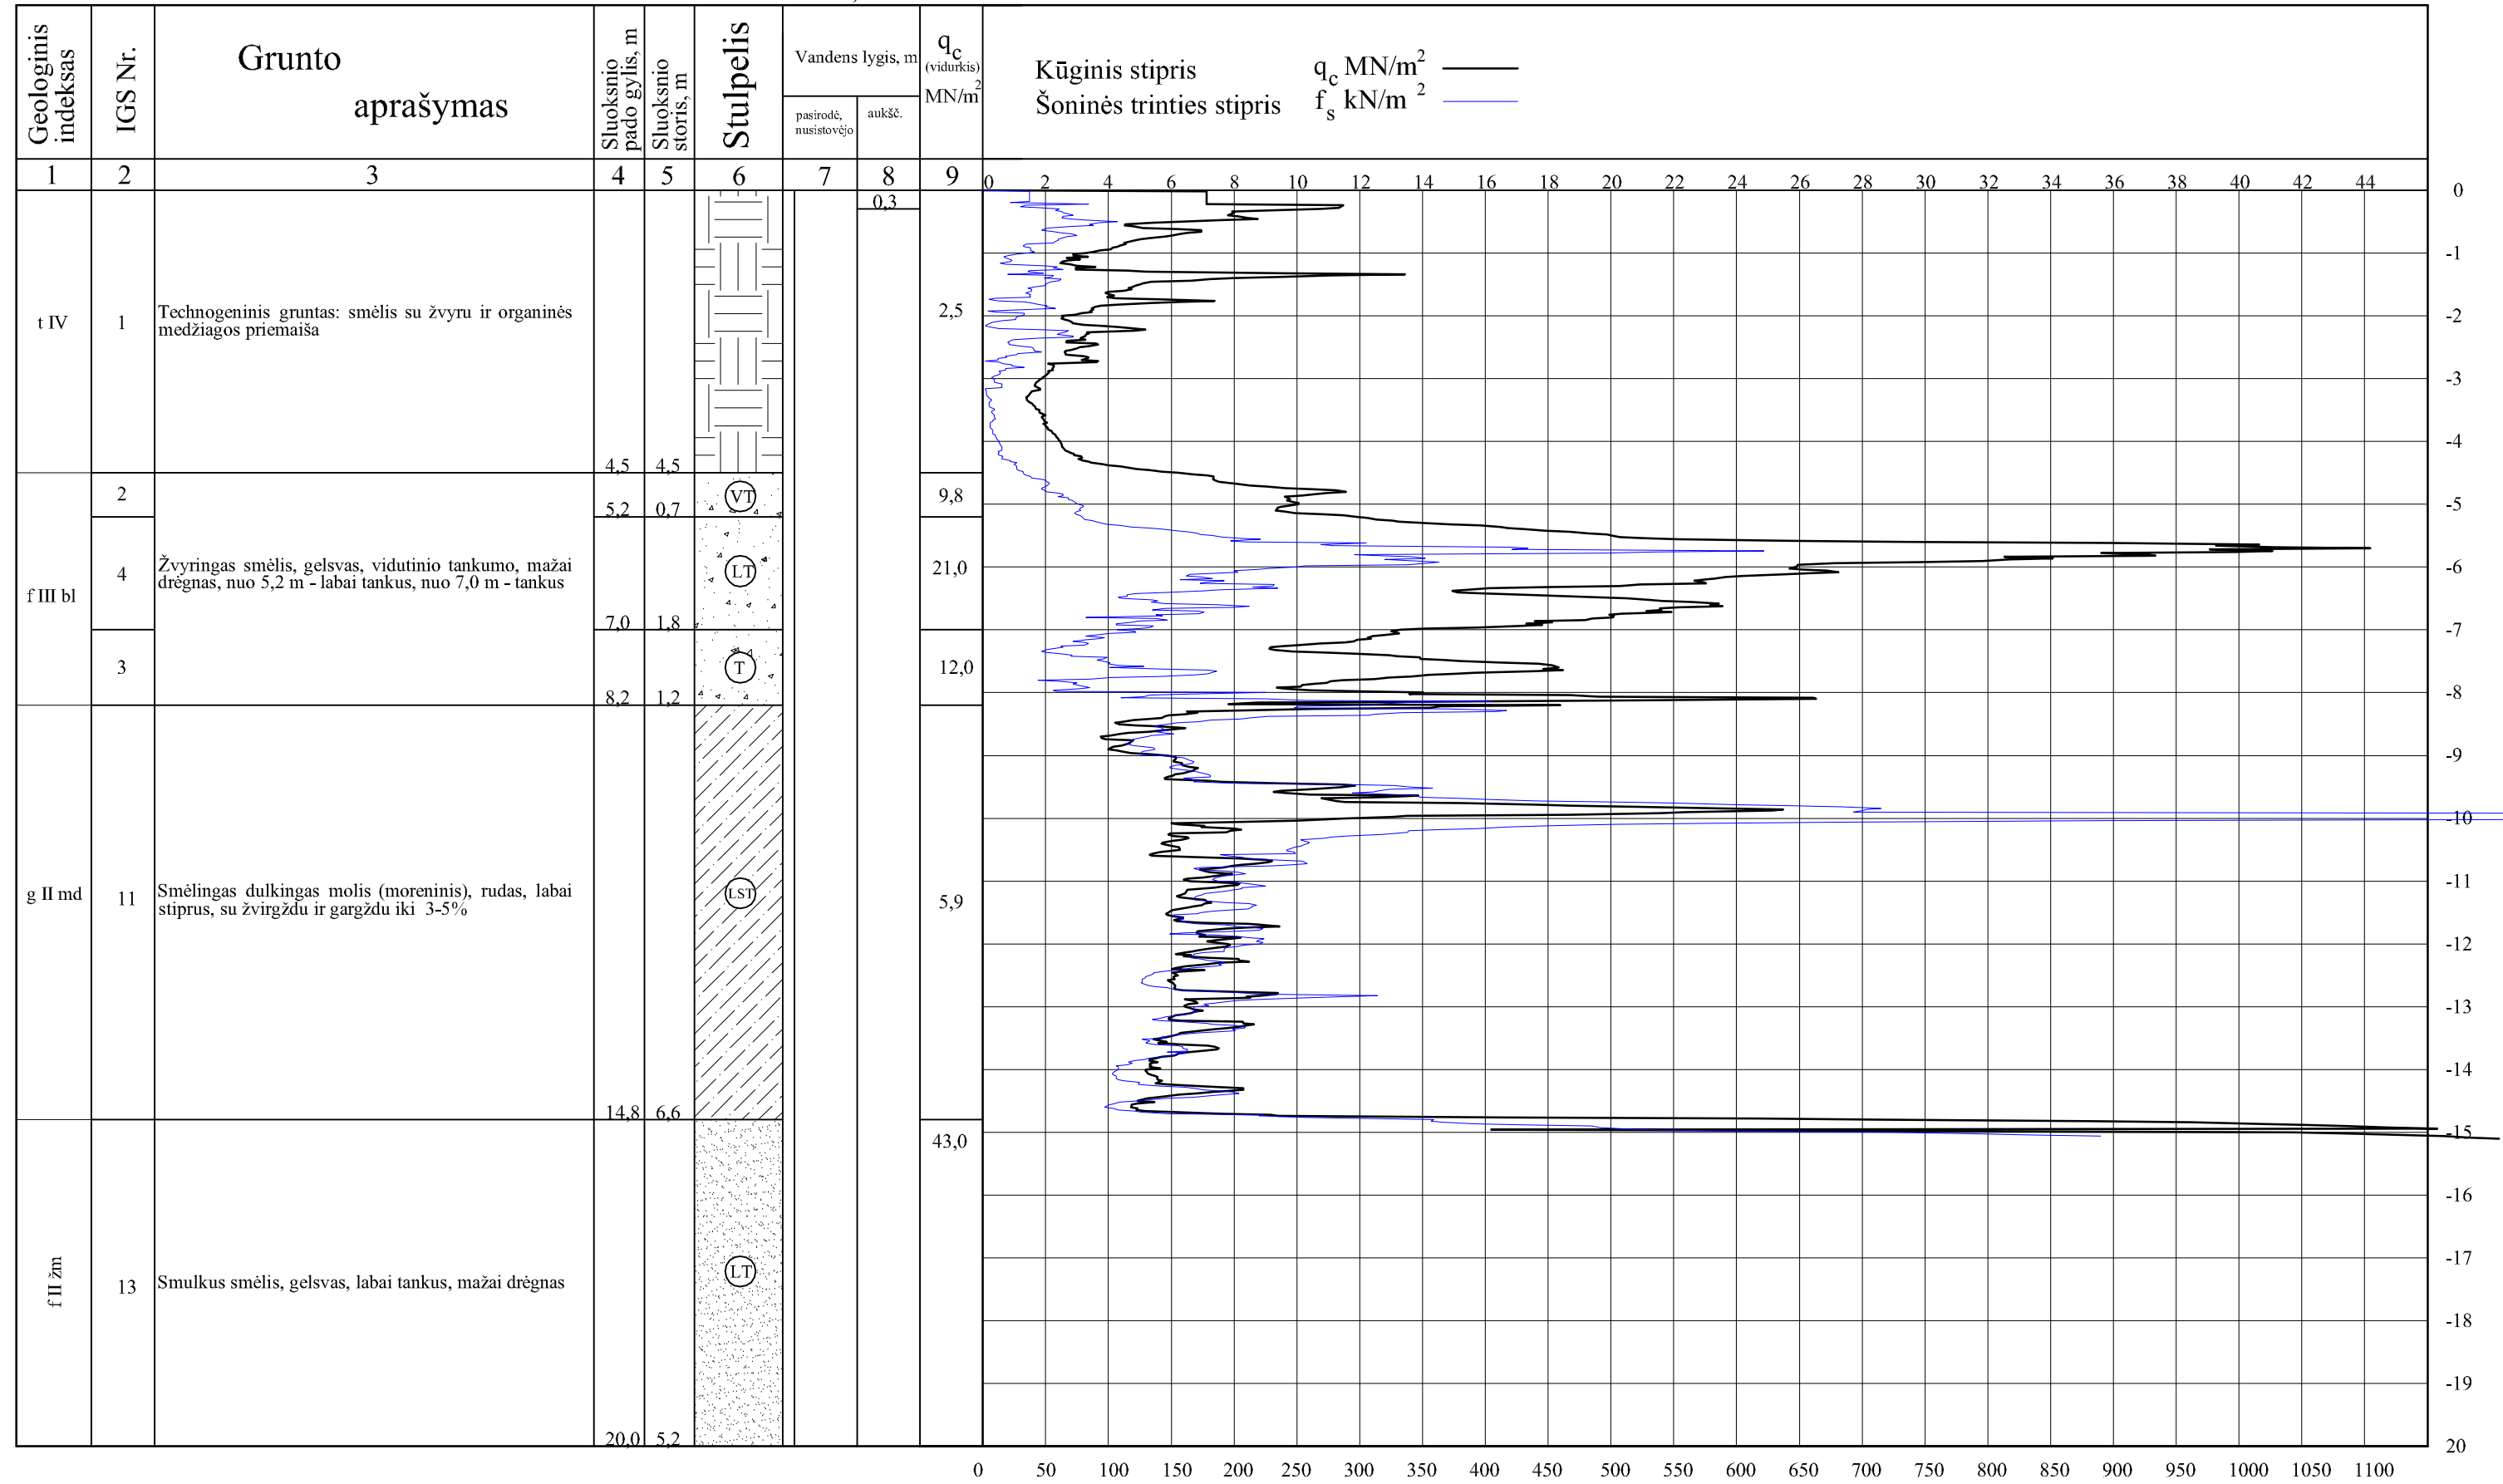 Geologinis
indeksas
IGS Nr.
Grunto
aprašymas
Sluoksnio
pado gylis, m
Sluoksnio
storis, m
Stulpelis
Vandens lygis, m
pasirodė,
nusistovėjo
aukšč.
qc
(vidurkis)
MN/m2
Kūginis stipris qc MN/m2
Šoninės trinties stipris fs kN/m 2
1 2 3 4 5 6 7 8 9
0 2 4 6 8 10 12 14 16 18 20 22 24 26 28 30 32 34 36 38 40 42 44
0
0,3
-1
t IV
1
Technogeninis gruntas: smėlis su žvyru ir organinės
medžiagos priemaiša
2,5
-2
-3
-4
4,5 4,5
2
VT
9,8
5,2 0,7
-5
f III bl
4
Žvyringas smėlis, gelsvas, vidutinio tankumo, mažai
drėgnas, nuo 5,2 m - labai tankus, nuo 7,0 m - tankus
LT
21,0
-6
7,0 1,8
-7
3
T
12,0
8,2 1,2
-8
-9
-10
g II md
11
Smėlingas dulkingas molis (moreninis), rudas, labai
stiprus, su žvirgždu ir gargždu iki 3-5%
LST
5,9
-11
-12
-13
-14
14,8 6,6
43,0
-15
-16
-17
f II žm
13
Smulkus smėlis, gelsvas, labai tankus, mažai drėgnas
LT
-18
-19
20,0 5,2
20
0 50 100 150 200 250 300 350 400 450 500 550 600 650 700 750 800 850 900 950 1000 1050 1100